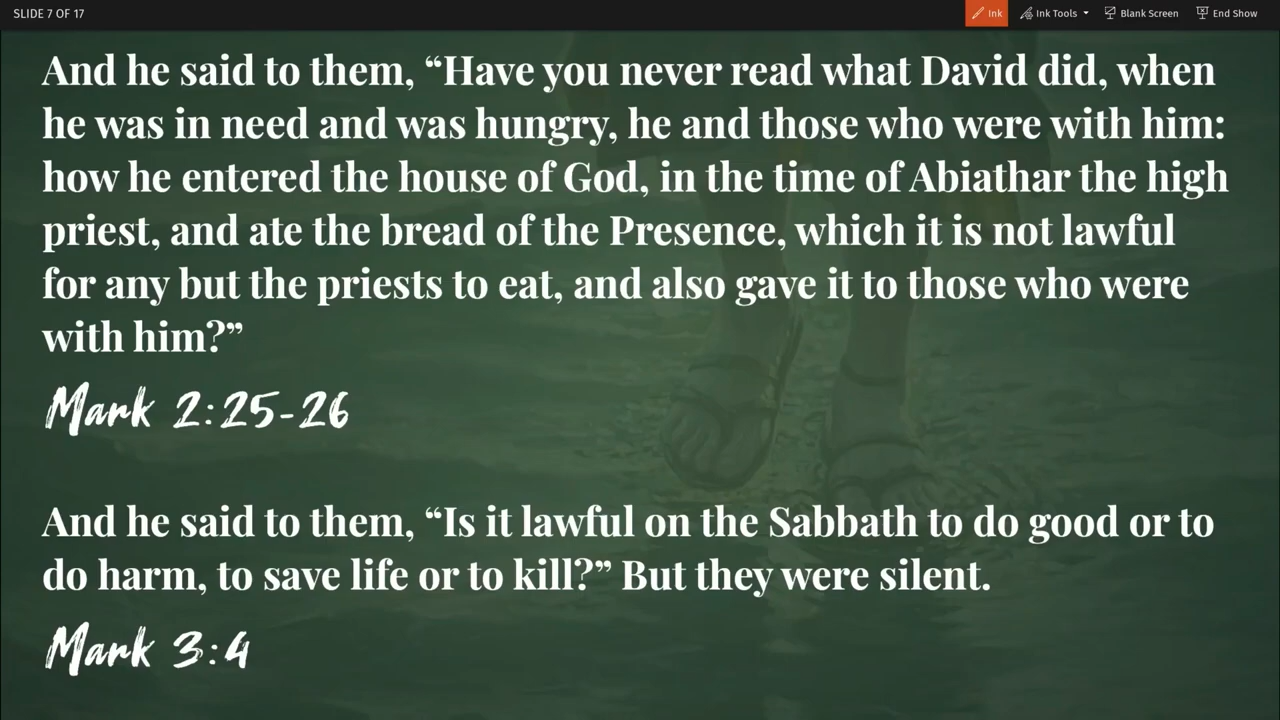 SLIDE 7 OF 17
Ink
Ink Tools
Blank Screen
End Show
And he said to them, “Have you never read what David did, when
he was in need and was hungry, he and those who were with him:
how he entered the house of God, in the time of Abiathar the high
priest, and ate the bread of the Presence, which it is not lawful
for any but the priests to eat, and also gave it to those who were
with him?”
Mark 2:25-26
And he said to them, “Is it lawful on the Sabbath to do good or to
do harm, to save life or to kill?” But they were silent.
Mark 3:4